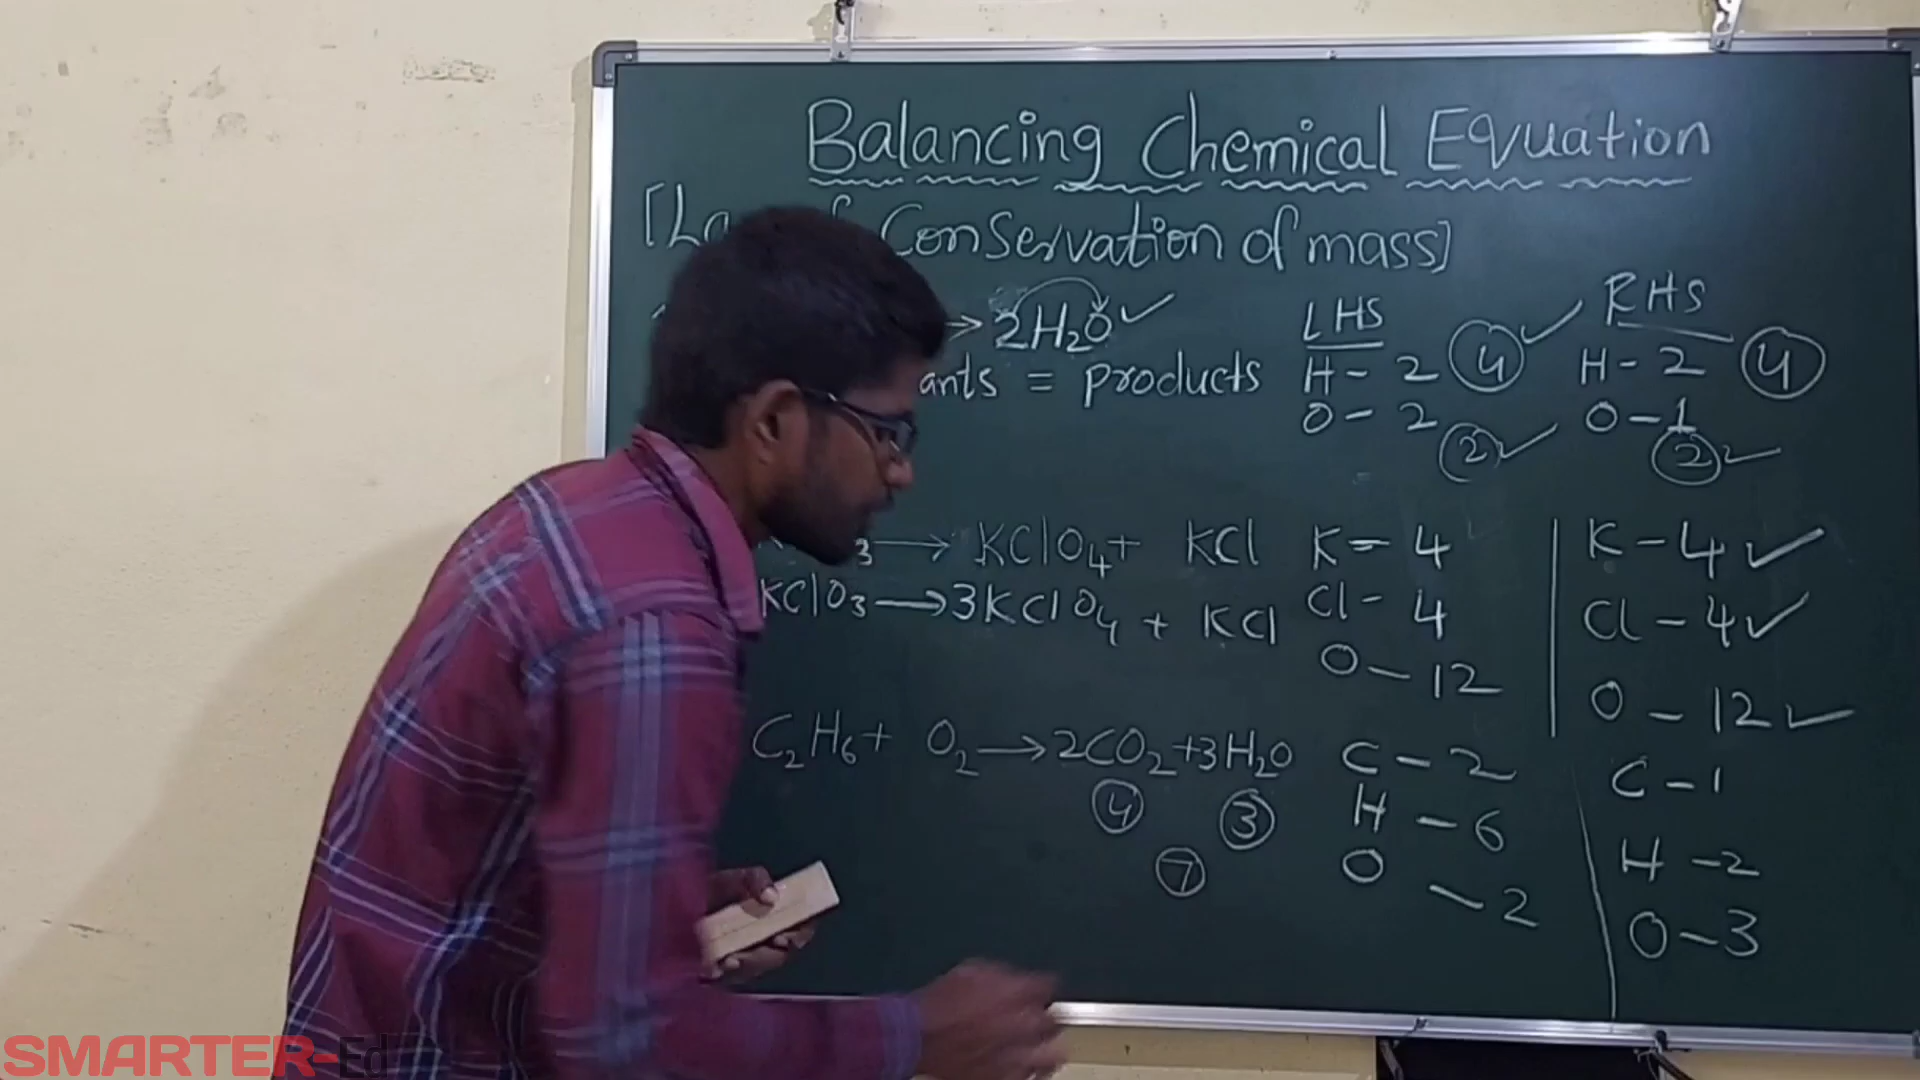 Balancing Chemical Equation
Conservation of mass]
→ 2H₂O ✓
= products
LHS
H - 2 ④ ✓
O - 2
② ✓
RHS
H - 2 ④
O - 1
② ✓
₃ → KClO₄ + KCl
KClO₃ → 3KClO₄ + KCl
K - 4
Cl - 4
O - 12
K - 4 ✓
Cl - 4 ✓
O - 12 ✓
C₂H₆ + O₂ → 2CO₂ + 3H₂O
④ ③
⑦
C - 2
H - 6
O - 2
C - 1
H - 2
O - 3
SMARTER-Ed